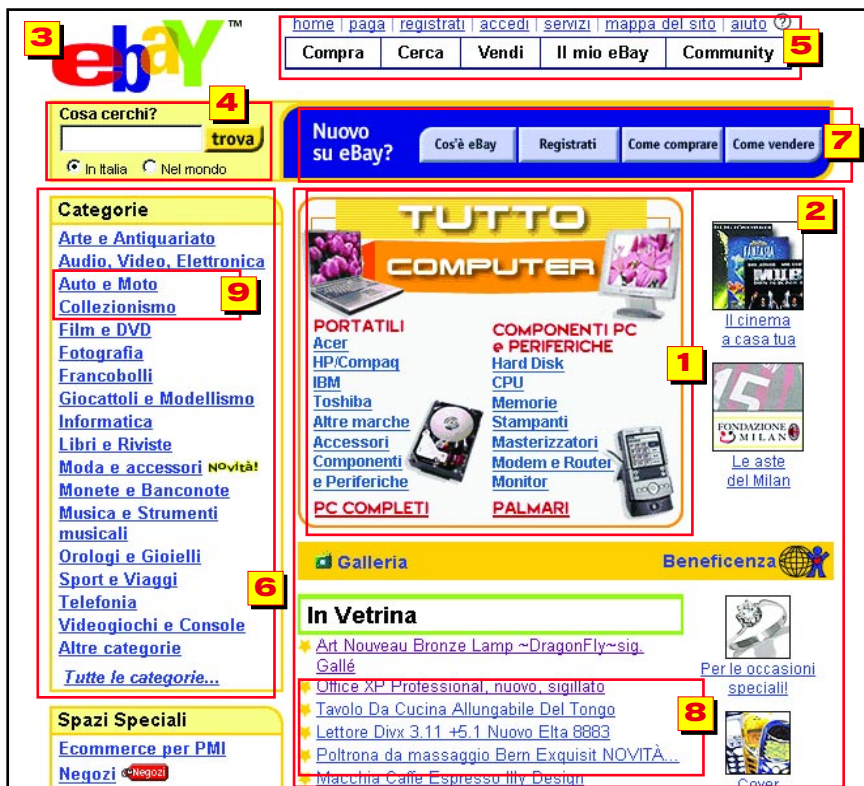 3
ebaY™
home | paga | registrati | accedi | servizi | mappa del sito | aiuto ?
Compra Cerca Vendi Il mio eBay Community
5
4
Cosa cerchi?
trova
In Italia Nel mondo
Nuovo
su eBay?
Cos'è eBay Registrati Come comprare Come vendere
7
Categorie
Arte e Antiquariato
Audio, Video, Elettronica
Auto e Moto
Collezionismo
9
Film e DVD
Fotografia
Francobolli
Giocattoli e Modellismo
Informatica
Libri e Riviste
Moda e accessori Novità!
Monete e Banconote
Musica e Strumenti
musicali
Orologi e Gioielli
Sport e Viaggi
Telefonia
6
Videogiochi e Console
Altre categorie
Tutte le categorie...
Spazi Speciali
Ecommerce per PMI
Negozi Negozi
TUTTO
COMPUTER
PORTATILI
Acer
HP/Compaq
IBM
Toshiba
Altre marche
Accessori
Componenti
e Periferiche
PC COMPLETI
COMPONENTI PC
e PERIFERICHE
Hard Disk
CPU
Memorie
Stampanti
Masterizzatori
Modem e Router
Monitor
PALMARI
1
2
FANTASIA
Il cinema
a casa tua
15
FONDAZIONE
MILAN
Le aste
del Milan
Galleria
Beneficenza
In Vetrina
Art Nouveau Bronze Lamp ~DragonFly~sig.
Gallé
Office XP Professional, nuovo, sigillato
Tavolo Da Cucina Allungabile Del Tongo
Lettore Divx 3.11 +5.1 Nuovo Elta 8883
Poltrona da massaggio Bern Exquisit NOVITÀ...
Macchia Caffe Espresso Illy Design
8
Per le occasioni
speciali!
Cover